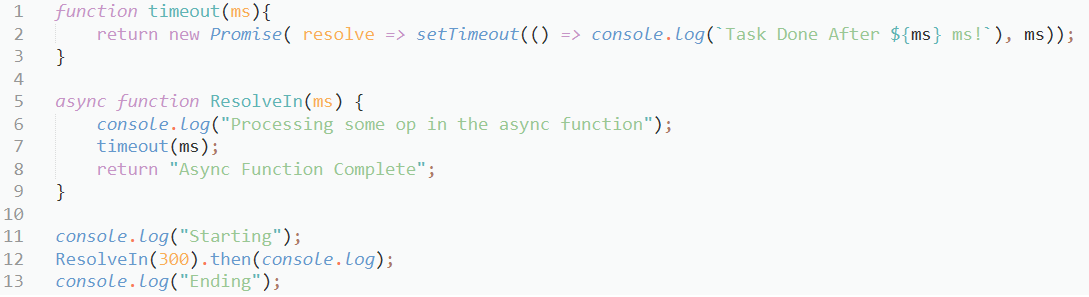 1 function timeout(ms){
2     return new Promise( resolve => setTimeout(() => console.log(`Task Done After ${ms} ms!`), ms));
3 }
4
5 async function ResolveIn(ms) {
6     console.log("Processing some op in the async function");
7     timeout(ms);
8     return "Async Function Complete";
9 }
10
11 console.log("Starting");
12 ResolveIn(300).then(console.log);
13 console.log("Ending");